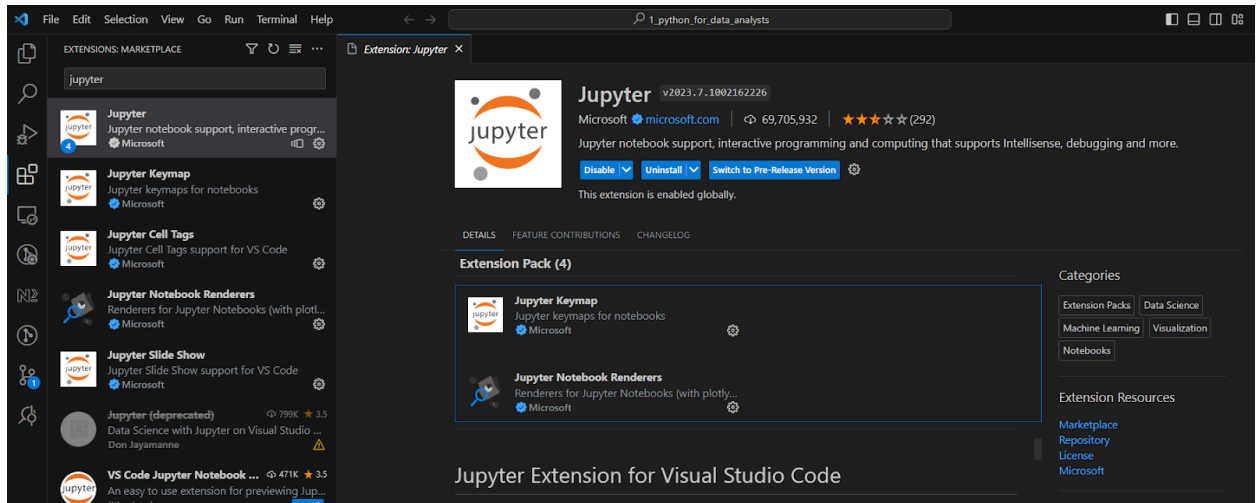 File Edit Selection View Go Run Terminal Help
1_python_for_data_analysts
EXTENSIONS: MARKETPLACE
jupyter
Jupyter
Jupyter notebook support, interactive progr...
Microsoft
4
Jupyter Keymap
Jupyter keymaps for notebooks
Microsoft
Jupyter Cell Tags
Jupyter Cell Tags support for VS Code
Microsoft
Jupyter Notebook Renderers
Renderers for Jupyter Notebooks (with plotl...
Microsoft
Jupyter Slide Show
Jupyter Slide Show support for VS Code
Microsoft
1
Jupyter (deprecated) 799K 3.5
Data Science with Jupyter on Visual Studio ...
Don Jayamanne
VS Code Jupyter Notebook ... 471K 3.5
An easy to use extension for previewing Jup...
Extension: Jupyter
jupyter
Jupyter v2023.7.1002162226
Microsoft microsoft.com 69,705,932 (292)
Jupyter notebook support, interactive programming and computing that supports Intellisense, debugging and more.
Disable Uninstall Switch to Pre-Release Version
This extension is enabled globally.
DETAILS FEATURE CONTRIBUTIONS CHANGELOG
Extension Pack (4)
Jupyter Keymap
Jupyter keymaps for notebooks
Microsoft
Jupyter Notebook Renderers
Renderers for Jupyter Notebooks (with plotly...
Microsoft
Jupyter Extension for Visual Studio Code
Categories
Extension Packs Data Science
Machine Learning Visualization
Notebooks
Extension Resources
Marketplace
Repository
License
Microsoft